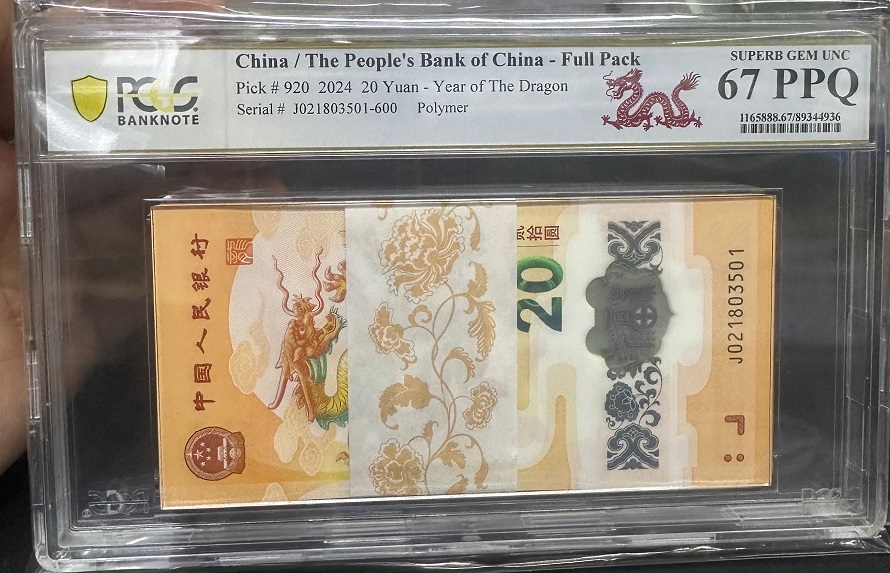 PCGS
BANKNOTE
China / The People's Bank of China - Full Pack
Pick # 920 2024 20 Yuan - Year of The Dragon
Serial # J021803501-600 Polymer
SUPERB GEM UNC
67 PPQ
1165888.67/89344936
中国人民银行
贰拾圆
20
J021803501
PCGS